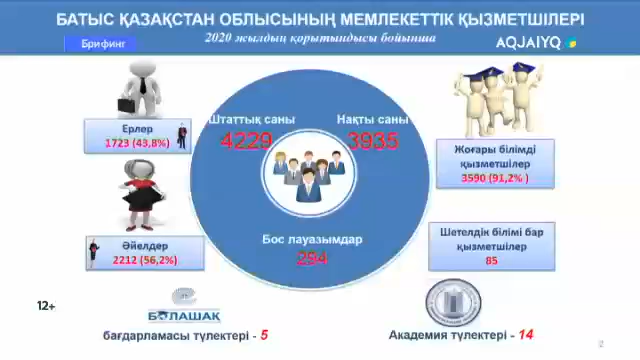 БАТЫС ҚАЗАҚСТАН ОБЛЫСЫНЫҢ МЕМЛЕКЕТТІК ҚЫЗМЕТШІЛЕРІ
Брифинг
2020 жылдың қорытындысы бойынша
AQJAIYQ
Штаттық саны
4229
Нақты саны
3935
Ерлер
1723 (43,8%)
Жоғары білімді
қызметшілер
3590 (91,2% )
Әйелдер
2212 (56,2%)
Бос лауазымдар
294
Шетелдік білімі бар
қызметшілер
85
12+
БОЛАШАҚ
бағдарламасы түлектері - 5
Академия түлектері - 14
2